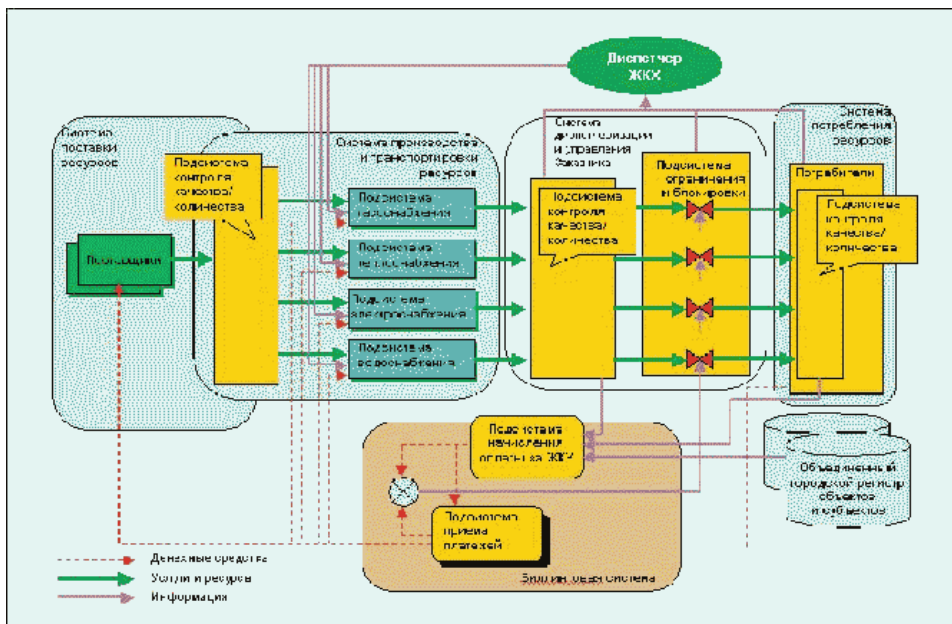 Диспетчер
ЖКХ
Система
поставки
ресурсов
Система производства
и транспортировки
ресурсов
Система
диспетчеризации
и управления
Заказчика
Система
потребления
ресурсов
Подсистема
контроля
качества/
количества
Подсистема
газоснабжения
Подсистема
теплоснабжения
Подсистема
электроснабжения
Подсистема
водоснабжения
Подсистема
контроля
качества/
количества
Подсистема
ограничения
и блокировки
Потребители
Подсистема
контроля
качества/
количества
Поставщики
Подсистема
начисления
оплаты за ЖКУ
Подсистема
приема
платежей
Биллинговая система
Объединенный
городской регистр
объектов
и субъектов
Денежные средства
Услуги и ресурсы
Информация